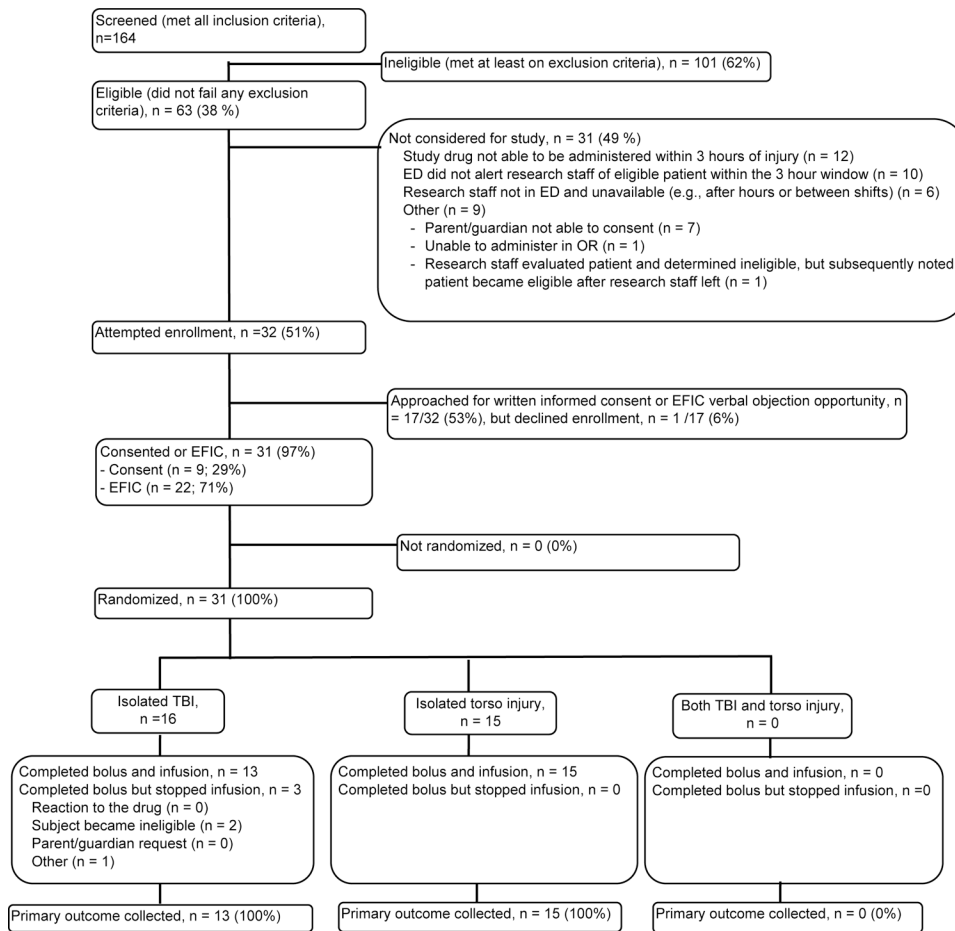 Screened (met all inclusion criteria),
n=164
Ineligible (met at least on exclusion criteria), n = 101 (62%)
Eligible (did not fail any exclusion
criteria), n = 63 (38 %)
Not considered for study, n = 31 (49 %)
Study drug not able to be administered within 3 hours of injury (n = 12)
ED did not alert research staff of eligible patient within the 3 hour window (n = 10)
Research staff not in ED and unavailable (e.g., after hours or between shifts) (n = 6)
Other (n = 9)
- Parent/guardian not able to consent (n = 7)
- Unable to administer in OR (n = 1)
- Research staff evaluated patient and determined ineligible, but subsequently noted
patient became eligible after research staff left (n = 1)
Attempted enrollment, n =32 (51%)
Approached for written informed consent or EFIC verbal objection opportunity, n
= 17/32 (53%), but declined enrollment, n = 1 /17 (6%)
Consented or EFIC, n = 31 (97%)
- Consent (n = 9; 29%)
- EFIC (n = 22; 71%)
Not randomized, n = 0 (0%)
Randomized, n = 31 (100%)
Isolated TBI,
n =16
Isolated torso injury,
n = 15
Both TBI and torso injury,
n = 0
Completed bolus and infusion, n = 13
Completed bolus but stopped infusion, n = 3
Reaction to the drug (n = 0)
Subject became ineligible (n = 2)
Parent/guardian request (n = 0)
Other (n = 1)
Completed bolus and infusion, n = 15
Completed bolus but stopped infusion, n = 0
Completed bolus and infusion, n = 0
Completed bolus but stopped infusion, n =0
Primary outcome collected, n = 13 (100%)
Primary outcome collected, n = 15 (100%)
Primary outcome collected, n = 0 (0%)